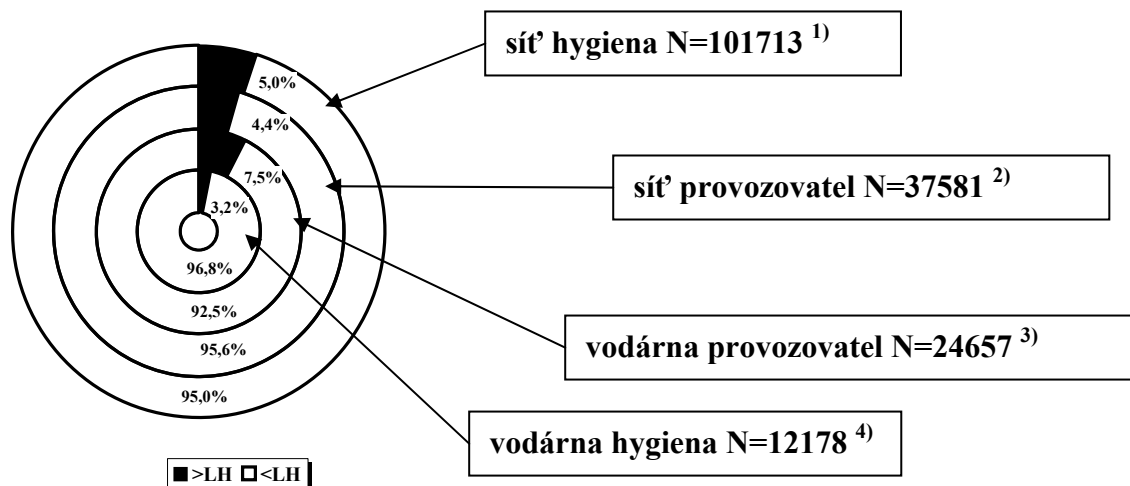 síť hygiena N=101713 1)
5,0%
4,4%
7,5%
síť provozovatel N=37581 2)
3,2%
96,8%
92,5%
95,6%
vodárna provozovatel N=24657 3)
95,0%
vodárna hygiena N=12178 4)
>LH <LH